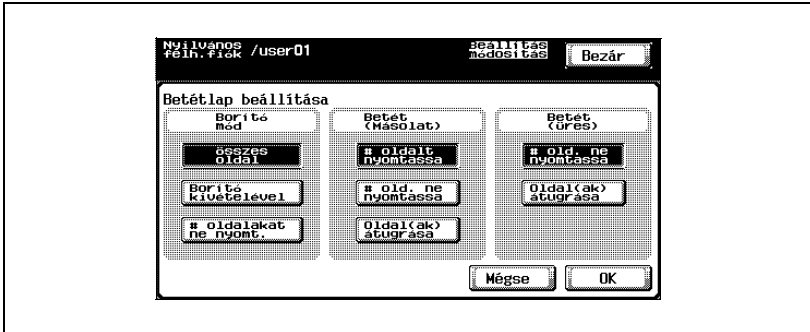 Nyilvános
félh.fiók /user01
Beállítás
módosítás
Bezár
Betétlap beállítása
Borító
mód
Betét
(Másolat)
Betét
(üres)
összes
oldal
# oldalt
nyomtassa
# old. ne
nyomtassa
Borító
kivételével
# old. ne
nyomtassa
Oldal(ak)
átugrása
# oldalakat
ne nyomt.
Oldal(ak)
átugrása
Mégse
OK